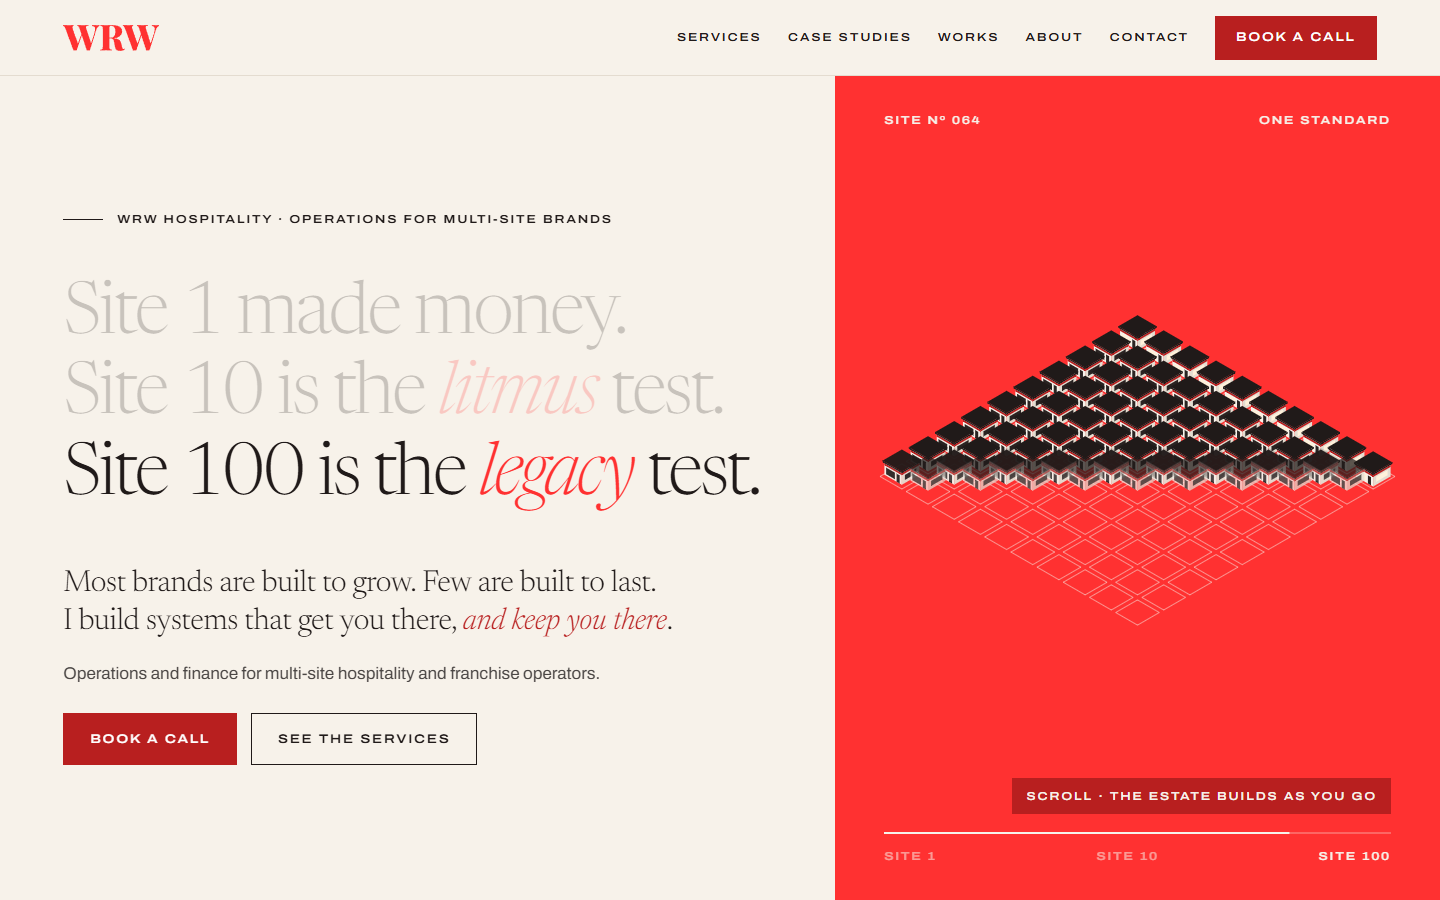 WRW
SERVICES
CASE STUDIES
WORKS
ABOUT
CONTACT
BOOK A CALL
WRW HOSPITALITY · OPERATIONS FOR MULTI-SITE BRANDS
Site 1 made money.
Site 10 is the litmus test.
Site 100 is the legacy test.
Most brands are built to grow. Few are built to last.
I build systems that get you there, and keep you there.
Operations and finance for multi-site hospitality and franchise operators.
BOOK A CALL
SEE THE SERVICES
SITE Nº 064
ONE STANDARD
SCROLL · THE ESTATE BUILDS AS YOU GO
SITE 1
SITE 10
SITE 100